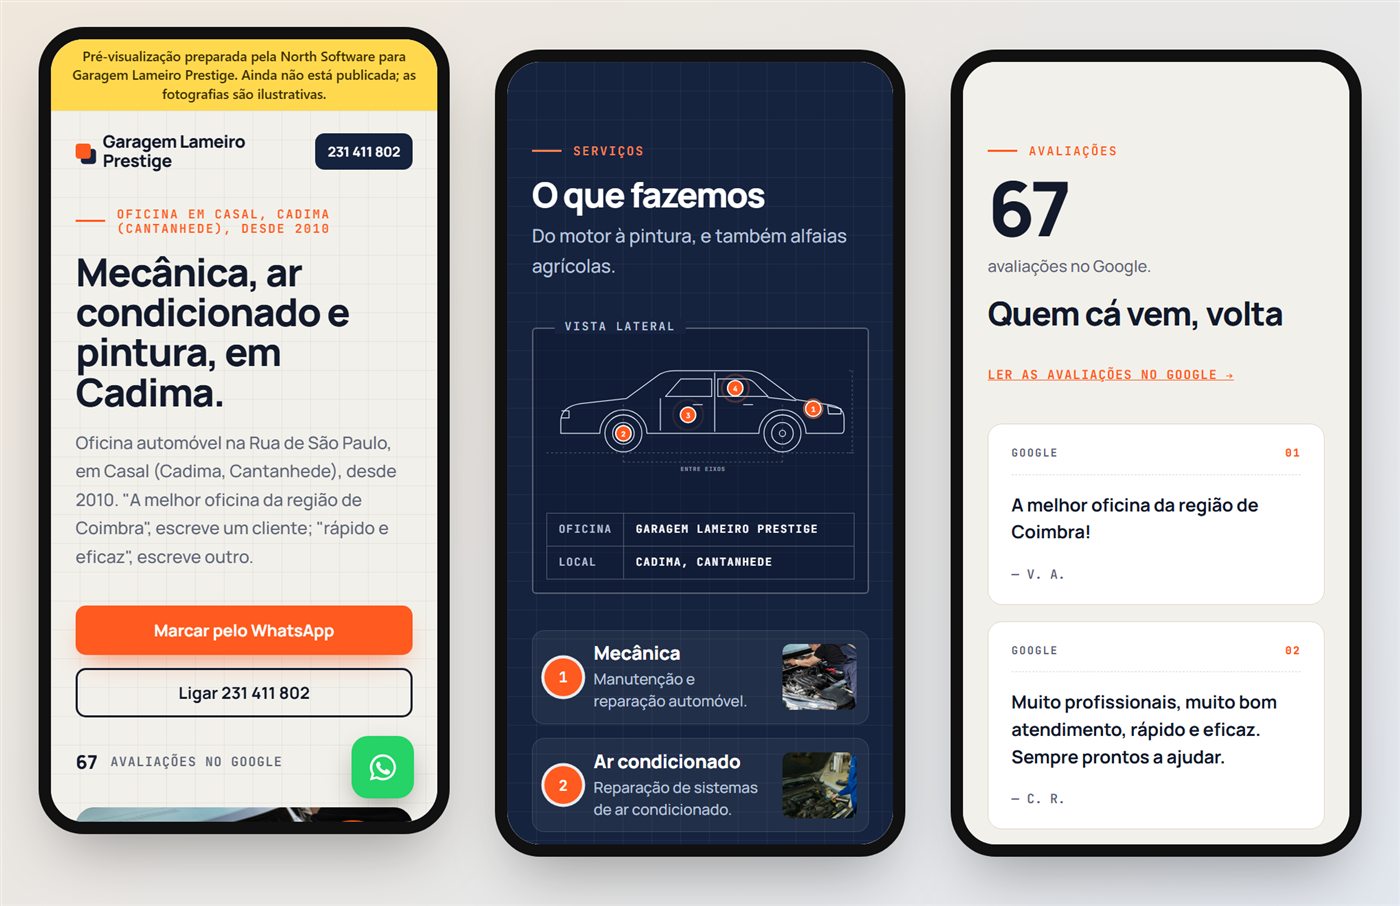 Pré-visualização preparada pela North Software para
Garagem Lameiro Prestige. Ainda não está publicada; as
fotografias são ilustrativas.
Garagem Lameiro
Prestige
231 411 802
OFICINA EM CASAL, CADIMA
(CANTANHEDE), DESDE 2010
Mecânica, ar
condicionado e
pintura, em
Cadima.
Oficina automóvel na Rua de São Paulo,
em Casal (Cadima, Cantanhede), desde
2010. "A melhor oficina da região de
Coimbra", escreve um cliente; "rápido e
eficaz", escreve outro.
Marcar pelo WhatsApp
Ligar 231 411 802
67 AVALIAÇÕES NO GOOGLE
SERVIÇOS
O que fazemos
Do motor à pintura, e também alfaias
agrícolas.
VISTA LATERAL
4
3
1
2
ENTRE EIXOS
OFICINA GARAGEM LAMEIRO PRESTIGE
LOCAL CADIMA, CANTANHEDE
1
Mecânica
Manutenção e
reparação automóvel.
2
Ar condicionado
Reparação de sistemas
de ar condicionado.
AVALIAÇÕES
67
avaliações no Google.
Quem cá vem, volta
LER AS AVALIAÇÕES NO GOOGLE →
GOOGLE 01
A melhor oficina da região de
Coimbra!
— V. A.
GOOGLE 02
Muito profissionais, muito bom
atendimento, rápido e eficaz.
Sempre prontos a ajudar.
— C. R.